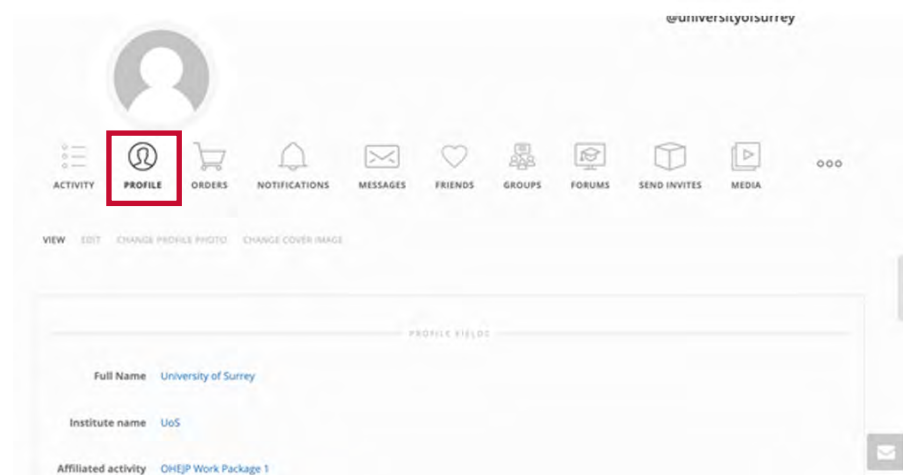 @universityofsurrey
ACTIVITY PROFILE ORDERS NOTIFICATIONS MESSAGES FRIENDS GROUPS FORUMS SEND INVITES MEDIA
VIEW EDIT CHANGE PROFILE PHOTO CHANGE COVER IMAGE
PROFILE FIELDS
Full Name University of Surrey
Institute name UoS
Affiliated activity OHEJP Work Package 1